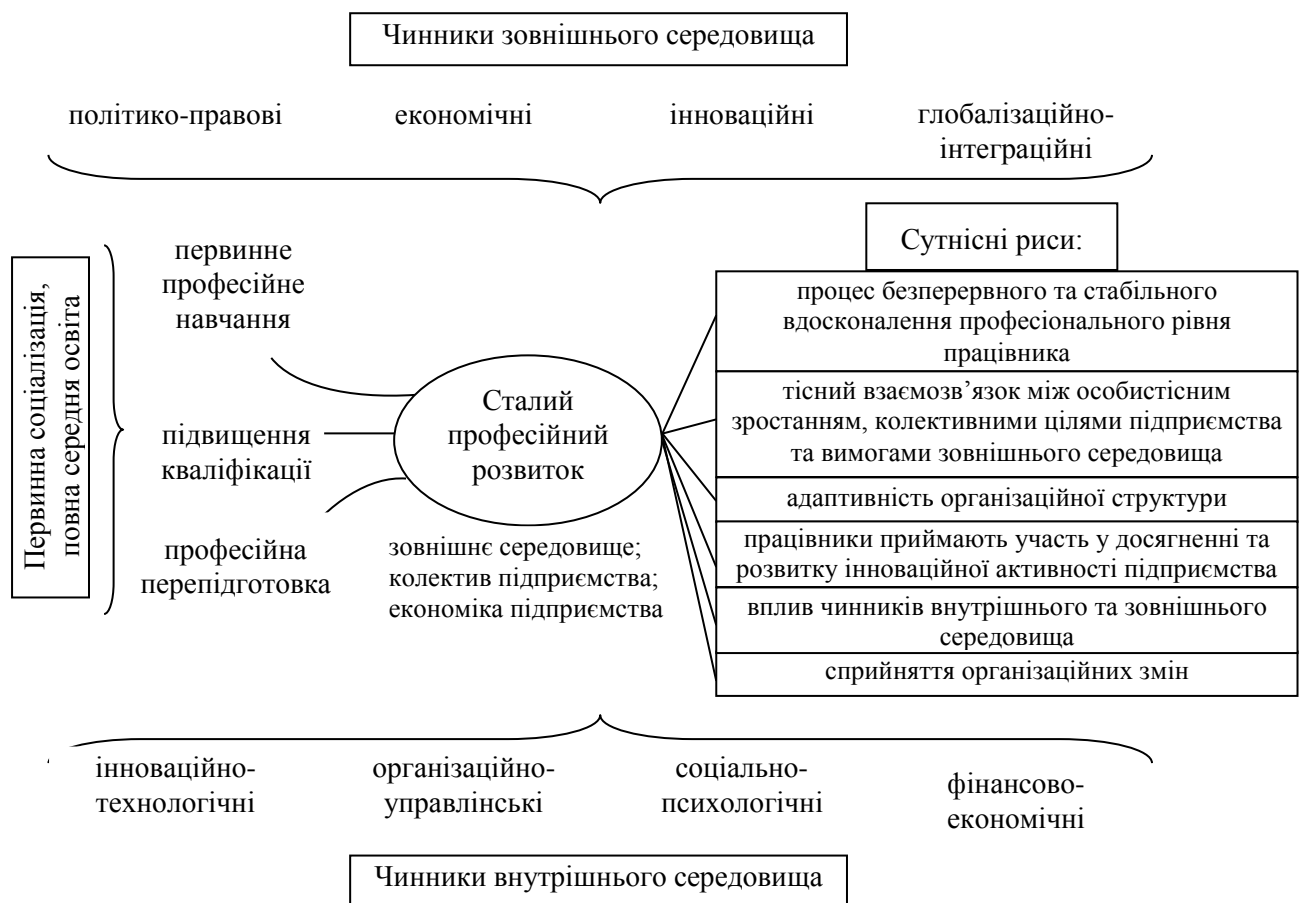 Чинники зовнішнього середовища
політико-правові
економічні
інноваційні
глобалізаційно-
інтеграційні
Первинна соціалізація,
повна середня освіта
первинне
професійне
навчання
підвищення
кваліфікації
професійна
перепідготовка
Сталий
професійний
розвиток
зовнішнє середовище;
колектив підприємства;
економіка підприємства
Сутнісні риси:
процес безперервного та стабільного
вдосконалення професіонального рівня
працівника
тісний взаємозв’язок між особистісним
зростанням, колективними цілями підприємства
та вимогами зовнішнього середовища
адаптивність організаційної структури
працівники приймають участь у досягненні та
розвитку інноваційної активності підприємства
вплив чинників внутрішнього та зовнішнього
середовища
сприйняття організаційних змін
інноваційно-
технологічні
організаційно-
управлінські
соціально-
психологічні
фінансово-
економічні
Чинники внутрішнього середовища